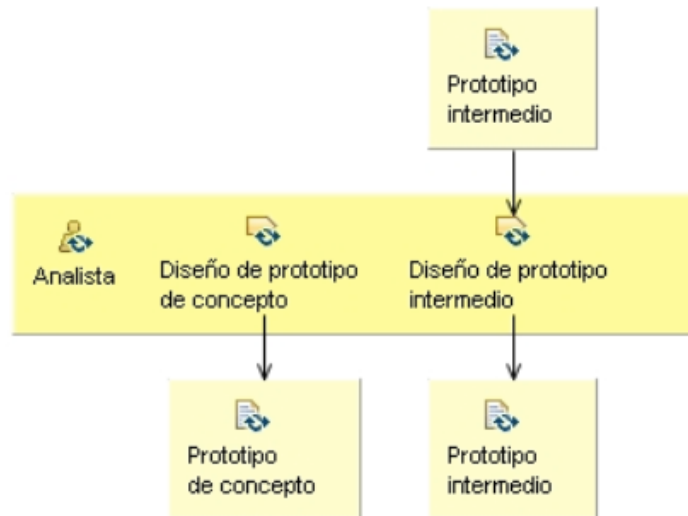 Prototipo
intermedio
Analista
Diseño de prototipo
de concepto
Diseño de prototipo
intermedio
Prototipo
de concepto
Prototipo
intermedio